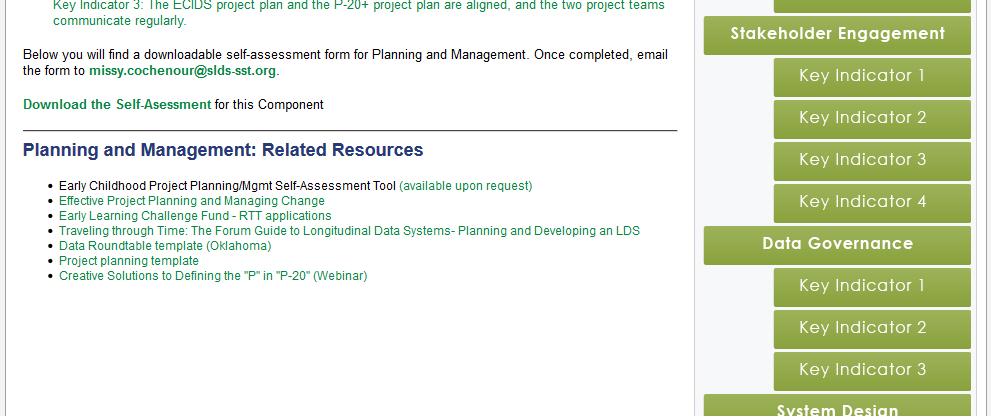 Key Indicator 3: The ECIDS project plan and the P-20+ project plan are aligned, and the two project teams
communicate regularly.
Below you will find a downloadable self-assessment form for Planning and Management. Once completed, email
the form to missy.cochenour@slds-sst.org.
Download the Self-Asessment for this Component
Planning and Management: Related Resources
• Early Childhood Project Planning/Mgmt Self-Assessment Tool (available upon request)
• Effective Project Planning and Managing Change
• Early Learning Challenge Fund - RTT applications
• Traveling through Time: The Forum Guide to Longitudinal Data Systems- Planning and Developing an LDS
• Data Roundtable template (Oklahoma)
• Project planning template
• Creative Solutions to Defining the "P" in "P-20" (Webinar)
Stakeholder Engagement
Key Indicator 1
Key Indicator 2
Key Indicator 3
Key Indicator 4
Data Governance
Key Indicator 1
Key Indicator 2
Key Indicator 3
System Design